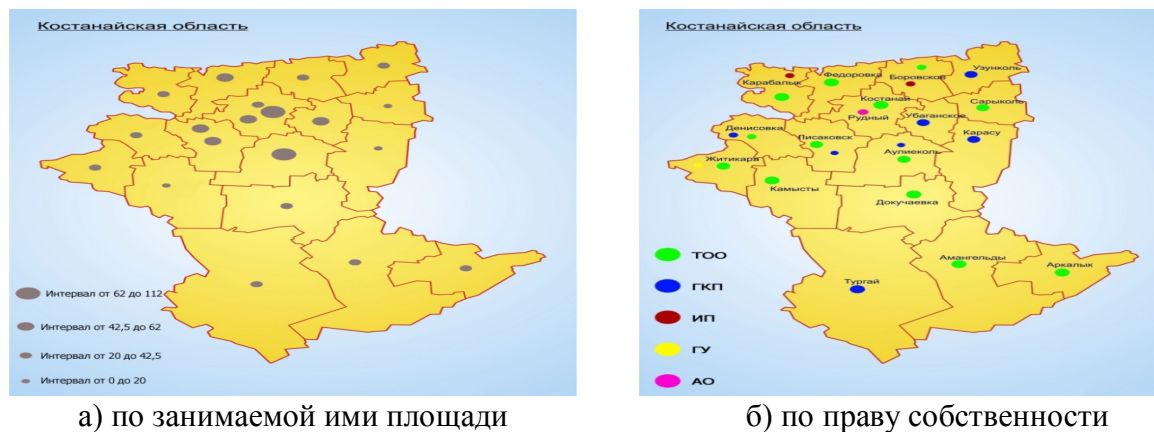 Костанайская область
Интервал от 62 до 112
Интервал от 42,5 до 62
Интервал от 20 до 42,5
Интервал от 0 до 20
а) по занимаемой ими площади
Костанайская область
Узунколь
Федоровка
Боровской
Карабалык
Костанай
Сарыколь
Рудный
Убаганское
Денисовка
Карасу
Лисаковск
Аулиеколь
Житикара
Камысты
Докучаевка
Амангельды
Аркалык
Тургай
ТОО
ГКП
ИП
ГУ
АО
б) по праву собственности